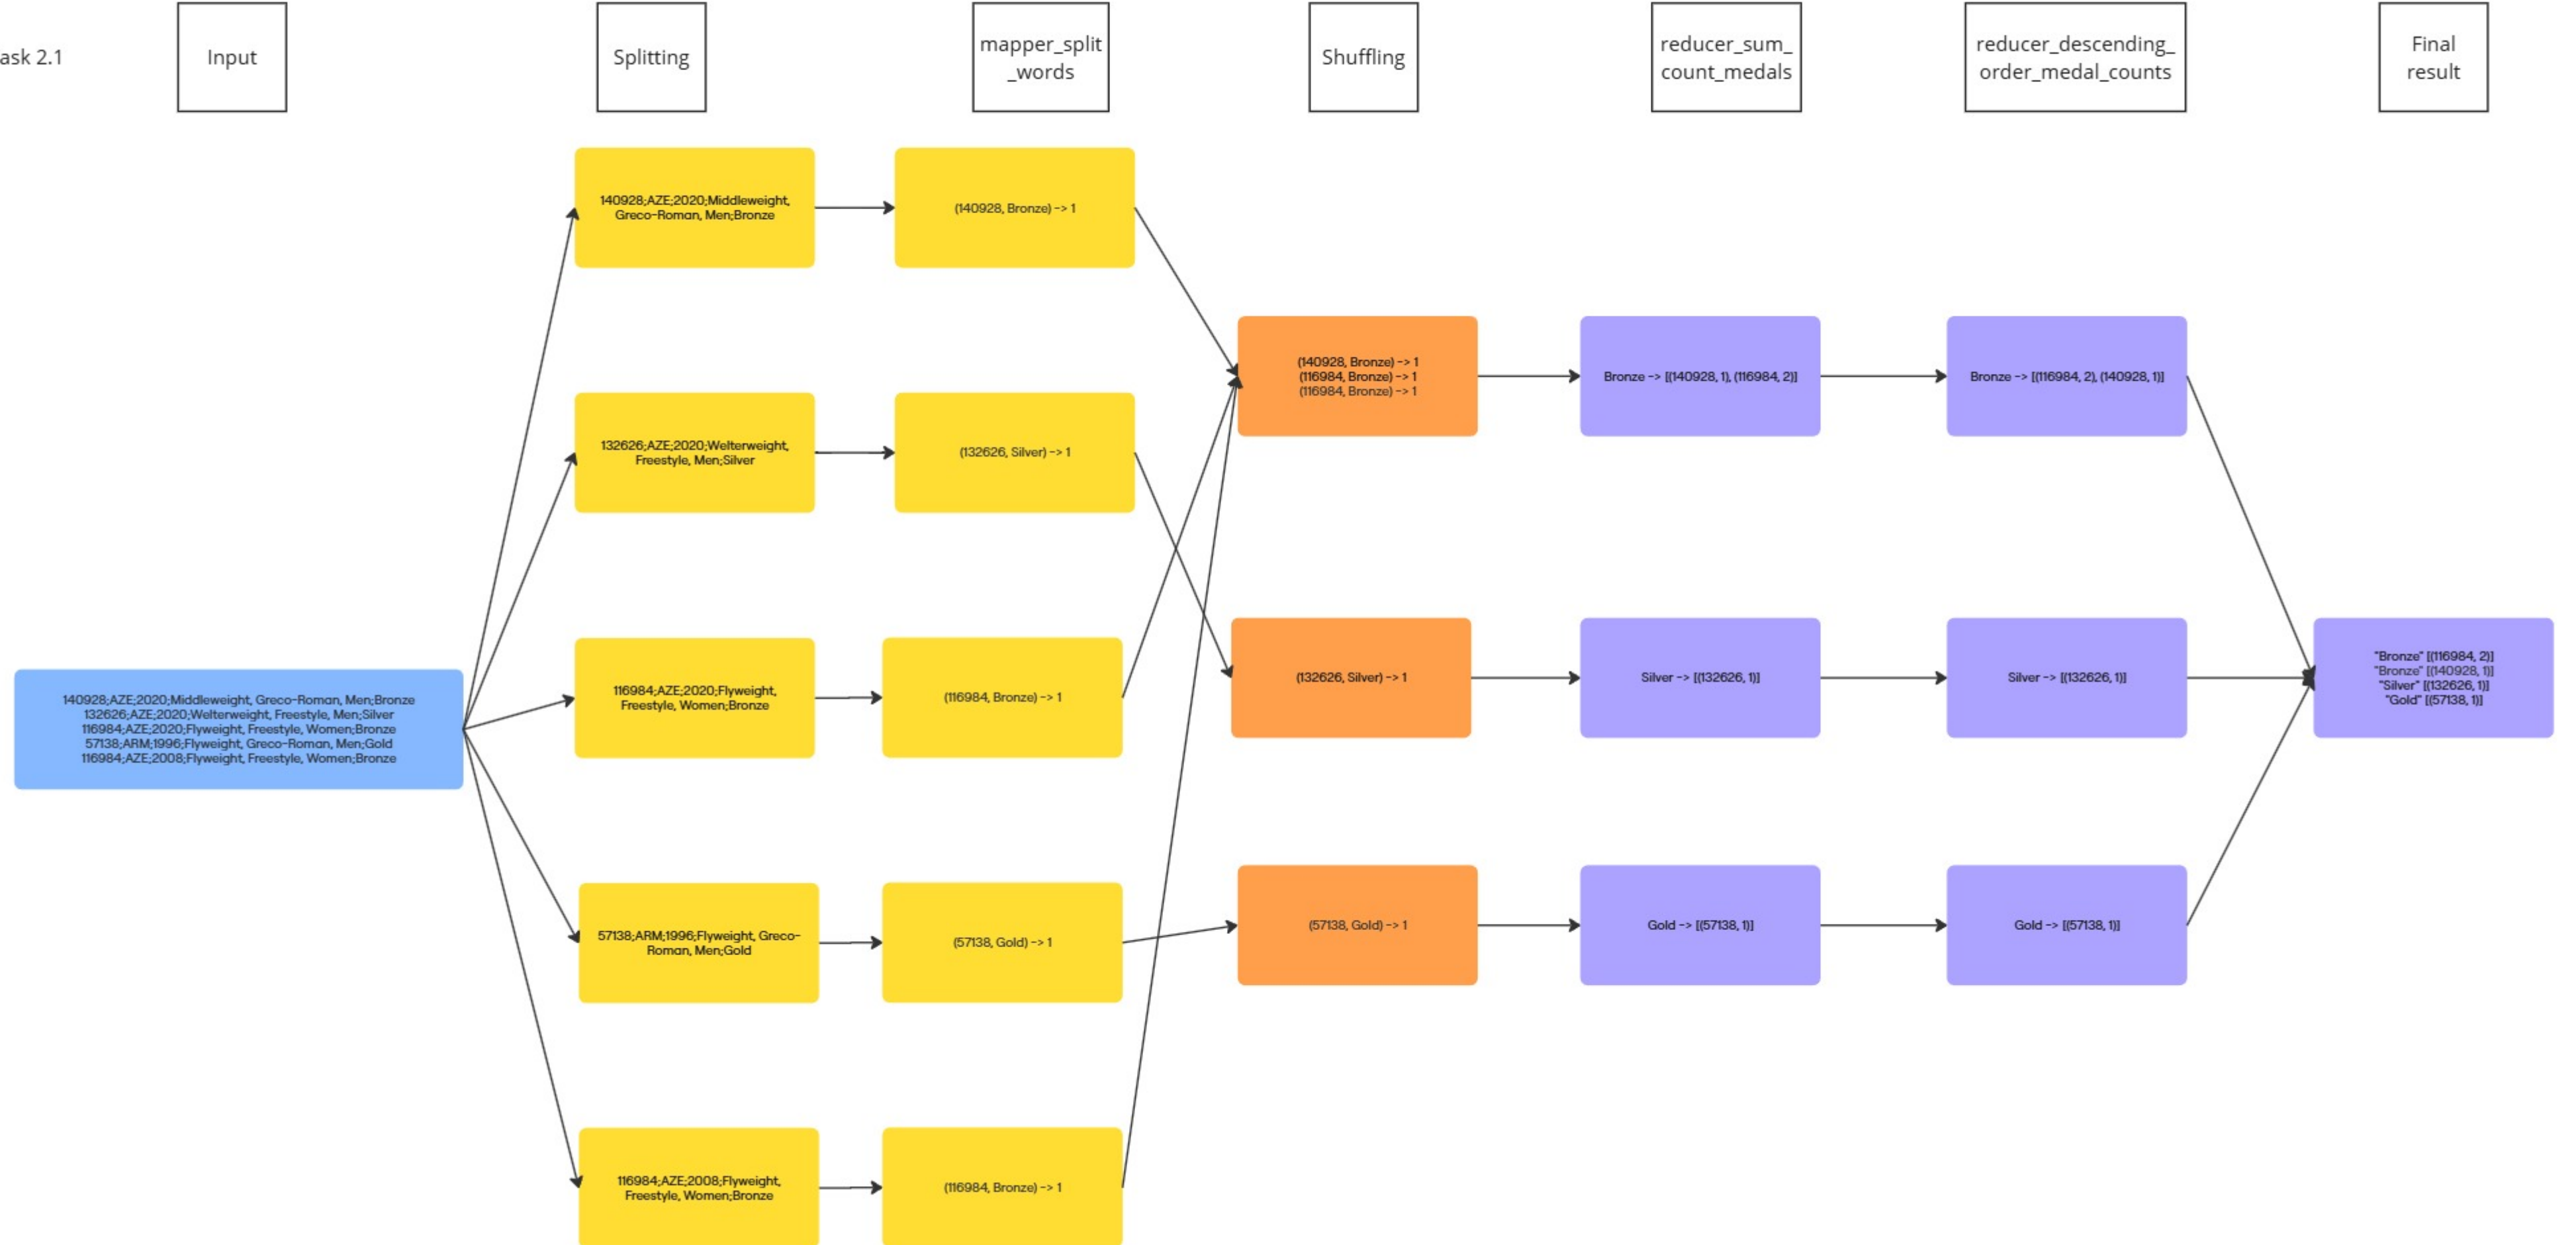 ask 2.1
Input
Splitting
mapper_split
_words
Shuffling
reducer_sum_
count_medals
reducer_descending_
order_medal_counts
Final
result
140928;AZE;2020;Middleweight, Greco-Roman, Men;Bronze
132626;AZE;2020;Welterweight, Freestyle, Men;Silver
116984;AZE;2020;Flyweight, Freestyle, Women;Bronze
57138;ARM;1996;Flyweight, Greco-Roman, Men;Gold
116984;AZE;2008;Flyweight, Freestyle, Women;Bronze
140928;AZE;2020;Middleweight,
Greco-Roman, Men;Bronze
132626;AZE;2020;Welterweight,
Freestyle, Men;Silver
116984;AZE;2020;Flyweight,
Freestyle, Women;Bronze
57138;ARM;1996;Flyweight, Greco-
Roman, Men;Gold
116984;AZE;2008;Flyweight,
Freestyle, Women;Bronze
(140928, Bronze) -> 1
(132626, Silver) -> 1
(116984, Bronze) -> 1
(57138, Gold) -> 1
(116984, Bronze) -> 1
(140928, Bronze) -> 1
(116984, Bronze) -> 1
(116984, Bronze) -> 1
(132626, Silver) -> 1
(57138, Gold) -> 1
Bronze -> [(140928, 1), (116984, 2)]
Silver -> [(132626, 1)]
Gold -> [(57138, 1)]
Bronze -> [(116984, 2), (140928, 1)]
Silver -> [(132626, 1)]
Gold -> [(57138, 1)]
"Bronze" [(116984, 2)]
"Bronze" [(140928, 1)]
"Silver" [(132626, 1)]
"Gold" [(57138, 1)]